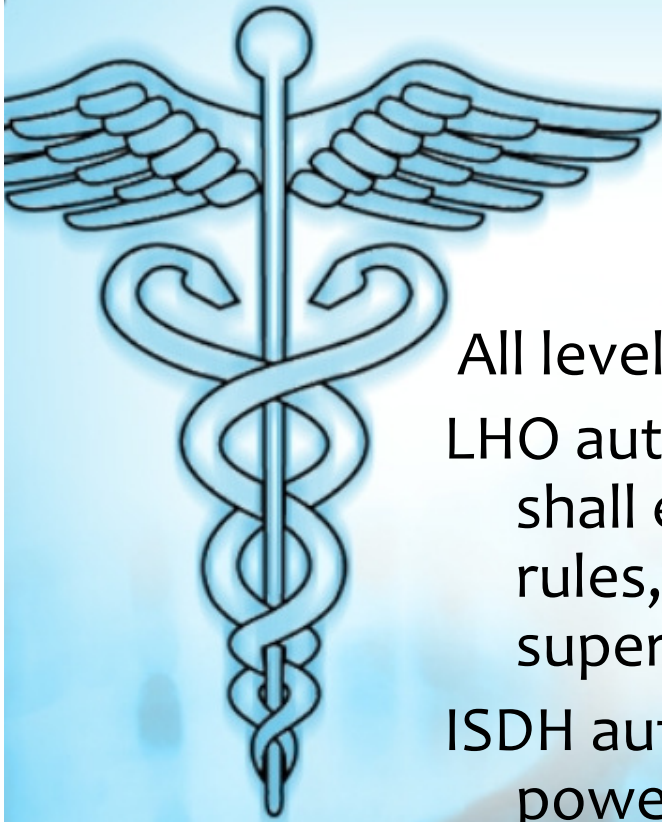 All level
LHO aut
shall e
rules,
super
ISDH aut
powe